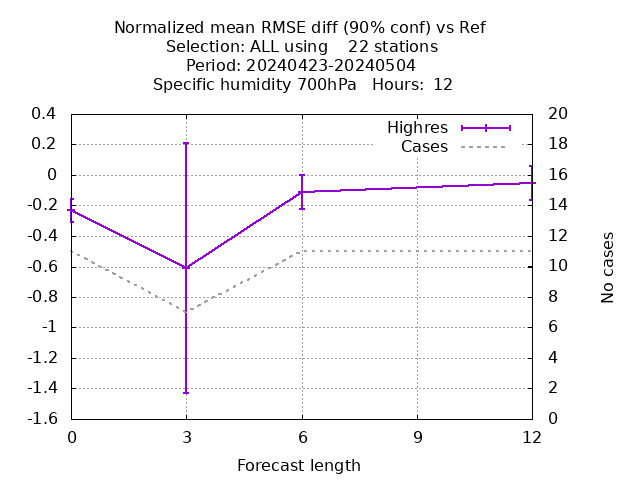 Normalized mean RMSE diff (90% conf) vs Ref
Selection: ALL using    22 stations
Period: 20240423-20240504
Specific humidity 700hPa   Hours:  12
Highres
Cases
0.4
0.2
0
-0.2
-0.4
-0.6
-0.8
-1
-1.2
-1.4
-1.6
20
18
16
14
12
10
8
6
4
2
0
No cases
0 3 6 9 12
Forecast length